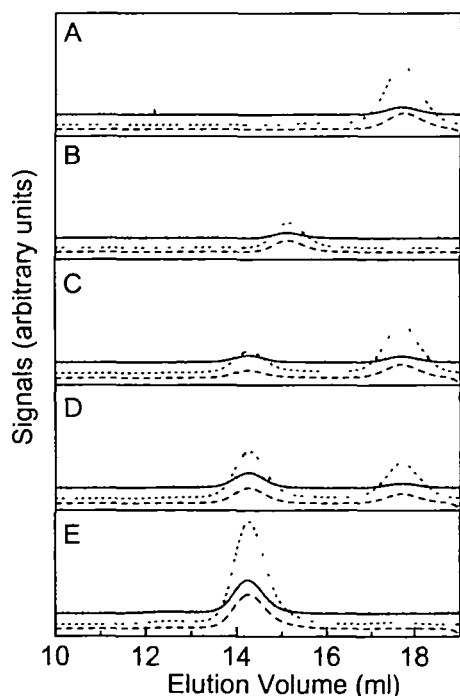 A
B
C
D
E
Signals (arbitrary units)
10 12 14 16 18
Elution Volume (ml)